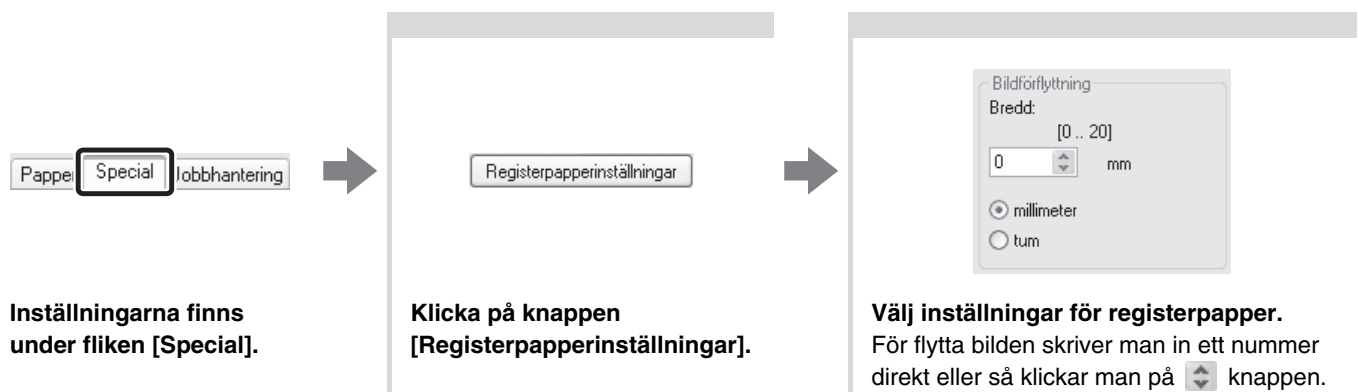 Papper
Special
Jobbhantering
Inställningarna finns
under fliken [Special].
Registerpapperinställningar
Klicka på knappen
[Registerpapperinställningar].
Bildförflyttning
Bredd:
[0 .. 20]
0 mm
millimeter
tum
Välj inställningar för registerpapper.
För flytta bilden skriver man in ett nummer
direkt eller så klickar man på knappen.